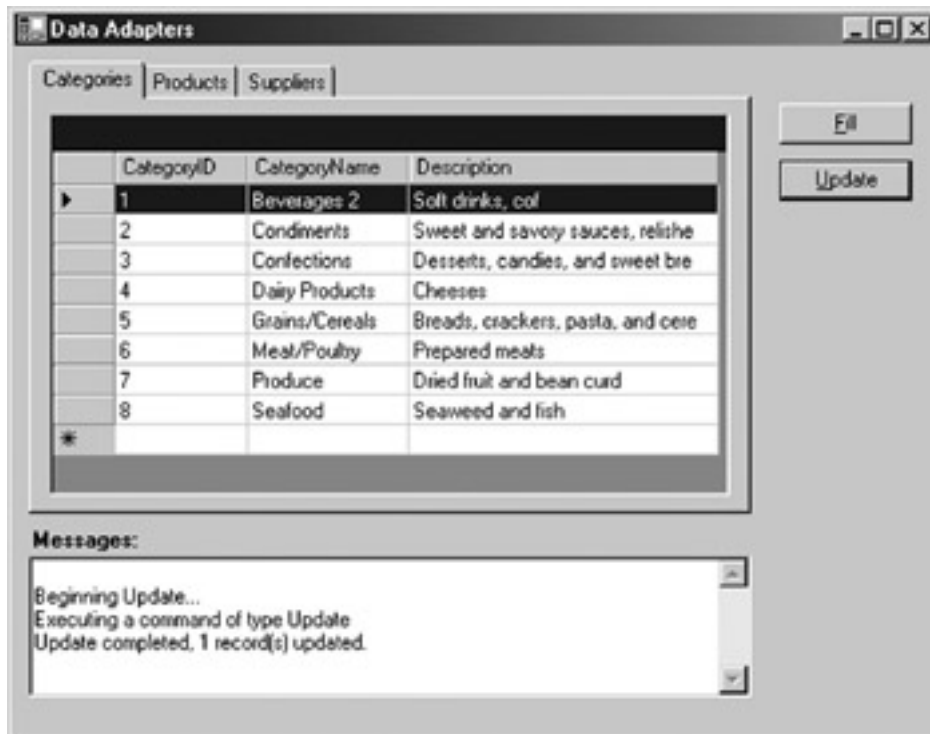 Data Adapters
Categories Products Suppliers
Fill
Update
CategoryID CategoryName Description
1 Beverages 2 Soft drinks, cof
2 Condiments Sweet and savory sauces, relishe
3 Confections Desserts, candies, and sweet bre
4 Dairy Products Cheeses
5 Grains/Cereals Breads, crackers, pasta, and cere
6 Meat/Poultry Prepared meats
7 Produce Dried fruit and bean curd
8 Seafood Seaweed and fish
Messages:
Beginning Update...
Executing a command of type Update
Update completed, 1 record(s) updated.